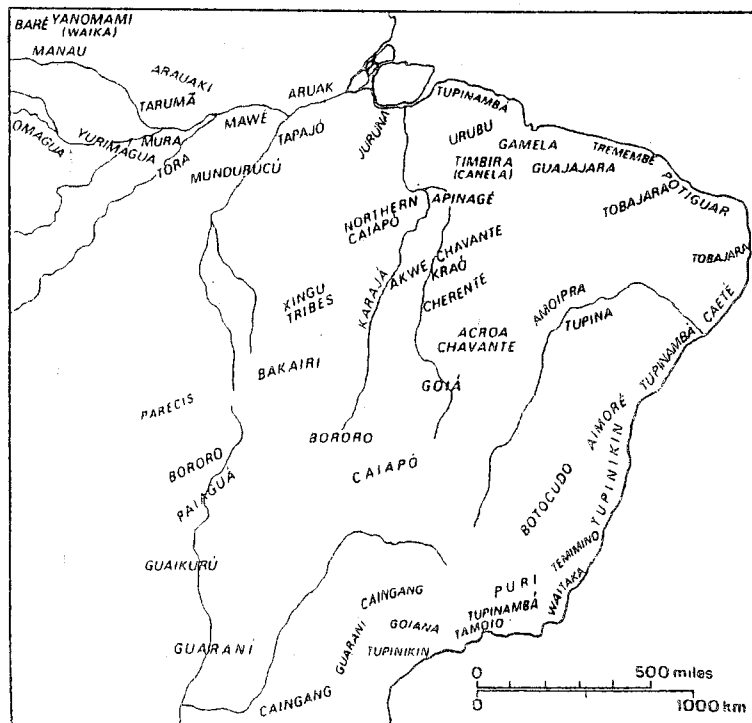 BARÉ YANOMAMI
(WAIKA)
MANAU
ARAUAKI
TARUMÃ
ARUAK
OMAGUA
YURIMAGUA
MURA
MAWÉ
TORA
TAPAJÓ
MUNDURUCÚ
JURUNA
TUPINAMBÁ
URUBU
GAMELA
TREMEMBÉ
TIMBIRA
(CANELA)
GUAJAJARA
POTIGUAR
TOBAJARA
TOBAJARA
NORTHERN
CAIAPÓ
APINAGÉ
AKWE CHAVANTE
KRAÓ
KARAJÁ
CHERENTE
XINGU
TRIBES
AMOIPRA
TUPINA
CAETÉ
ACROA
CHAVANTE
TUPINAMBÁ
BAKAIRI
GOIÁ
PARECIS
AIMORÉ
BORORO
BORORO
CAIAPÓ
TUPINIKIN
PAIAGUÁ
BOTOCUDO
GUAIKURÚ
TEMIMINO
CAINGANG
PURI
WAITAKA
TUPINAMBÁ
GOIANA
TAMOIO
GUARANÍ
GUARANI
TUPINIKIN
CAINGANG
0 500 miles
0 1000 km